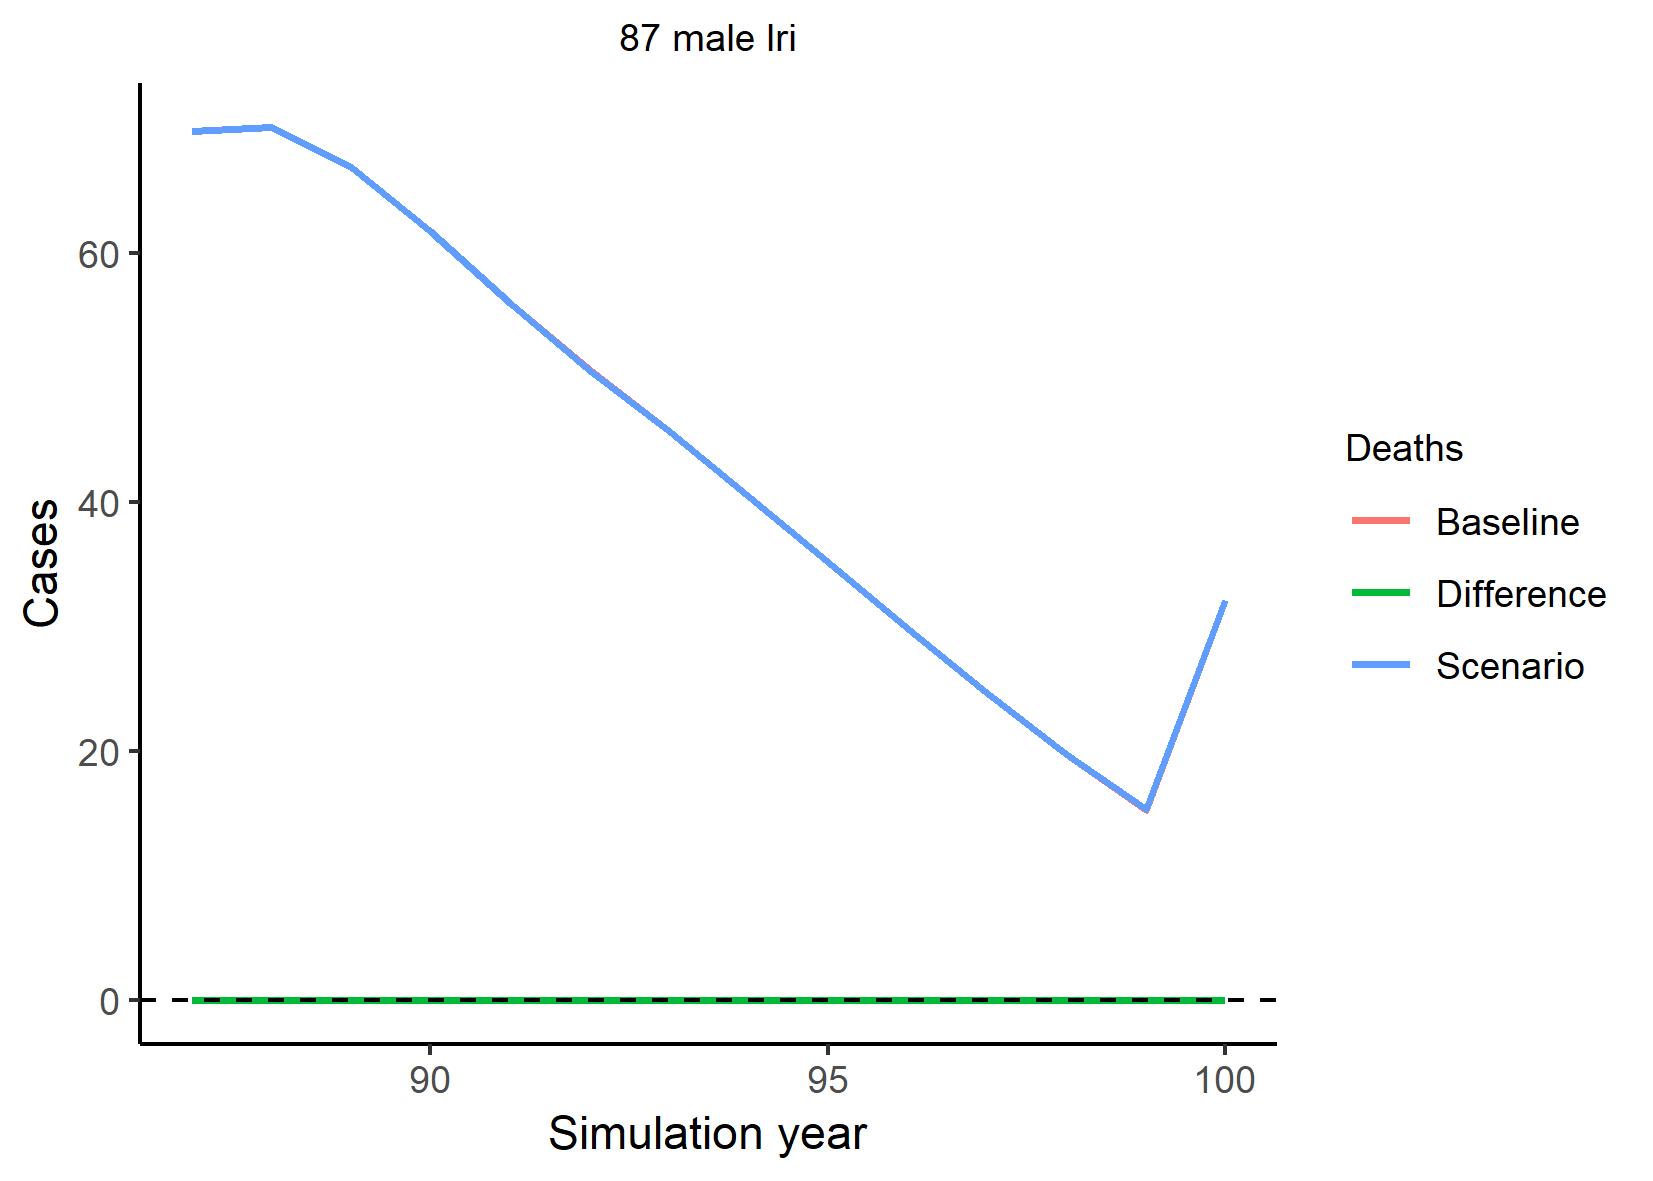 87 male lri
Cases
60
40
20
0
90
95
100
Simulation year
Deaths
Baseline
Difference
Scenario